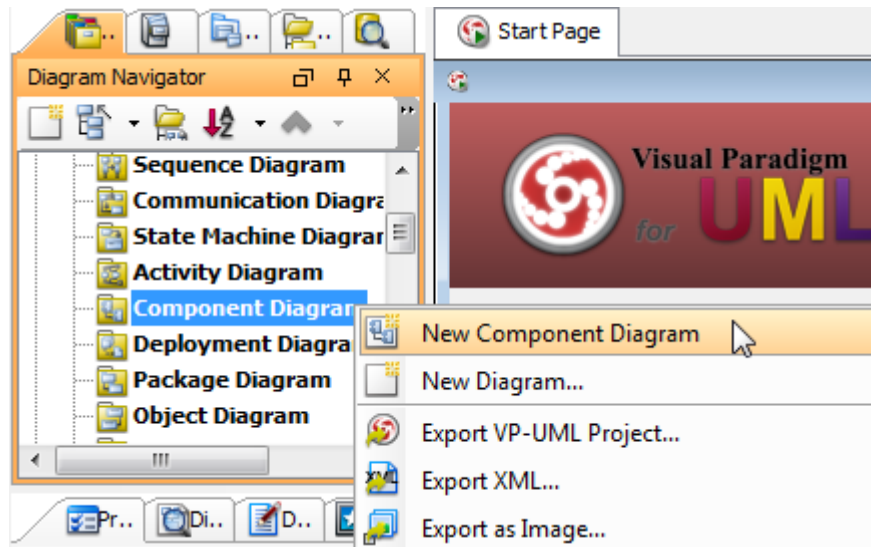 Start Page
Diagram Navigator
Sequence Diagram
Communication Diagra
State Machine Diagrar
Activity Diagram
Component Diagram
Deployment Diagra
Package Diagram
Object Diagram
Visual Paradigm
for UML
New Component Diagram
New Diagram...
Export VP-UML Project...
Export XML...
Export as Image...
Pr..
Di..
D..